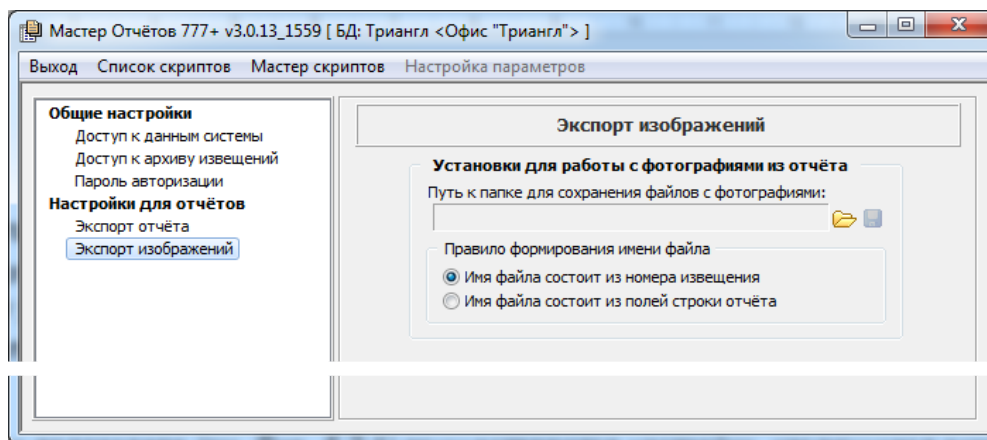 Мастер Отчётов 777+ v3.0.13_1559 [ БД: Триангл <Офис "Триангл"> ]
Выход Список скриптов Мастер скриптов Настройка параметров
Общие настройки
Доступ к данным системы
Доступ к архиву извещений
Пароль авторизации
Настройки для отчётов
Экспорт отчёта
Экспорт изображений
Экспорт изображений
Установки для работы с фотографиями из отчёта
Путь к папке для сохранения файлов с фотографиями:
Правило формирования имени файла
Имя файла состоит из номера извещения
Имя файла состоит из полей строки отчёта